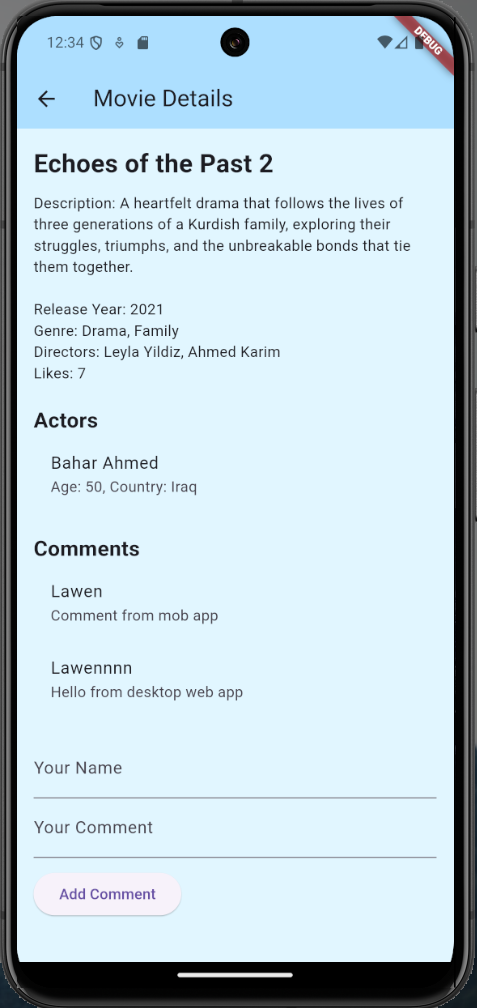 12:34
DEBUG
Movie Details
Echoes of the Past 2
Description: A heartfelt drama that follows the lives of
three generations of a Kurdish family, exploring their
struggles, triumphs, and the unbreakable bonds that tie
them together.
Release Year: 2021
Genre: Drama, Family
Directors: Leyla Yildiz, Ahmed Karim
Likes: 7
Actors
Bahar Ahmed
Age: 50, Country: Iraq
Comments
Lawen
Comment from mob app
Lawennnn
Hello from desktop web app
Your Name
Your Comment
Add Comment